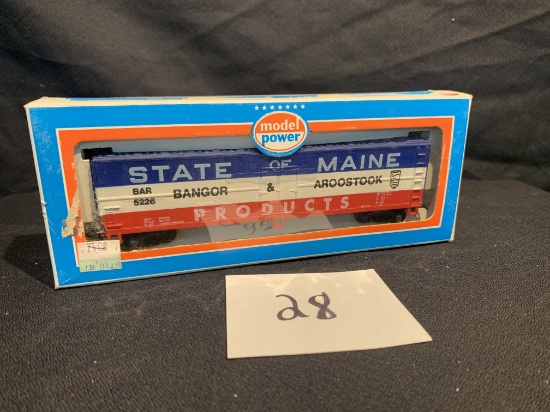 model
power
STATE OF MAINE
BAR BANGOR & AROOSTOOK
5226
PRODUCTS
28